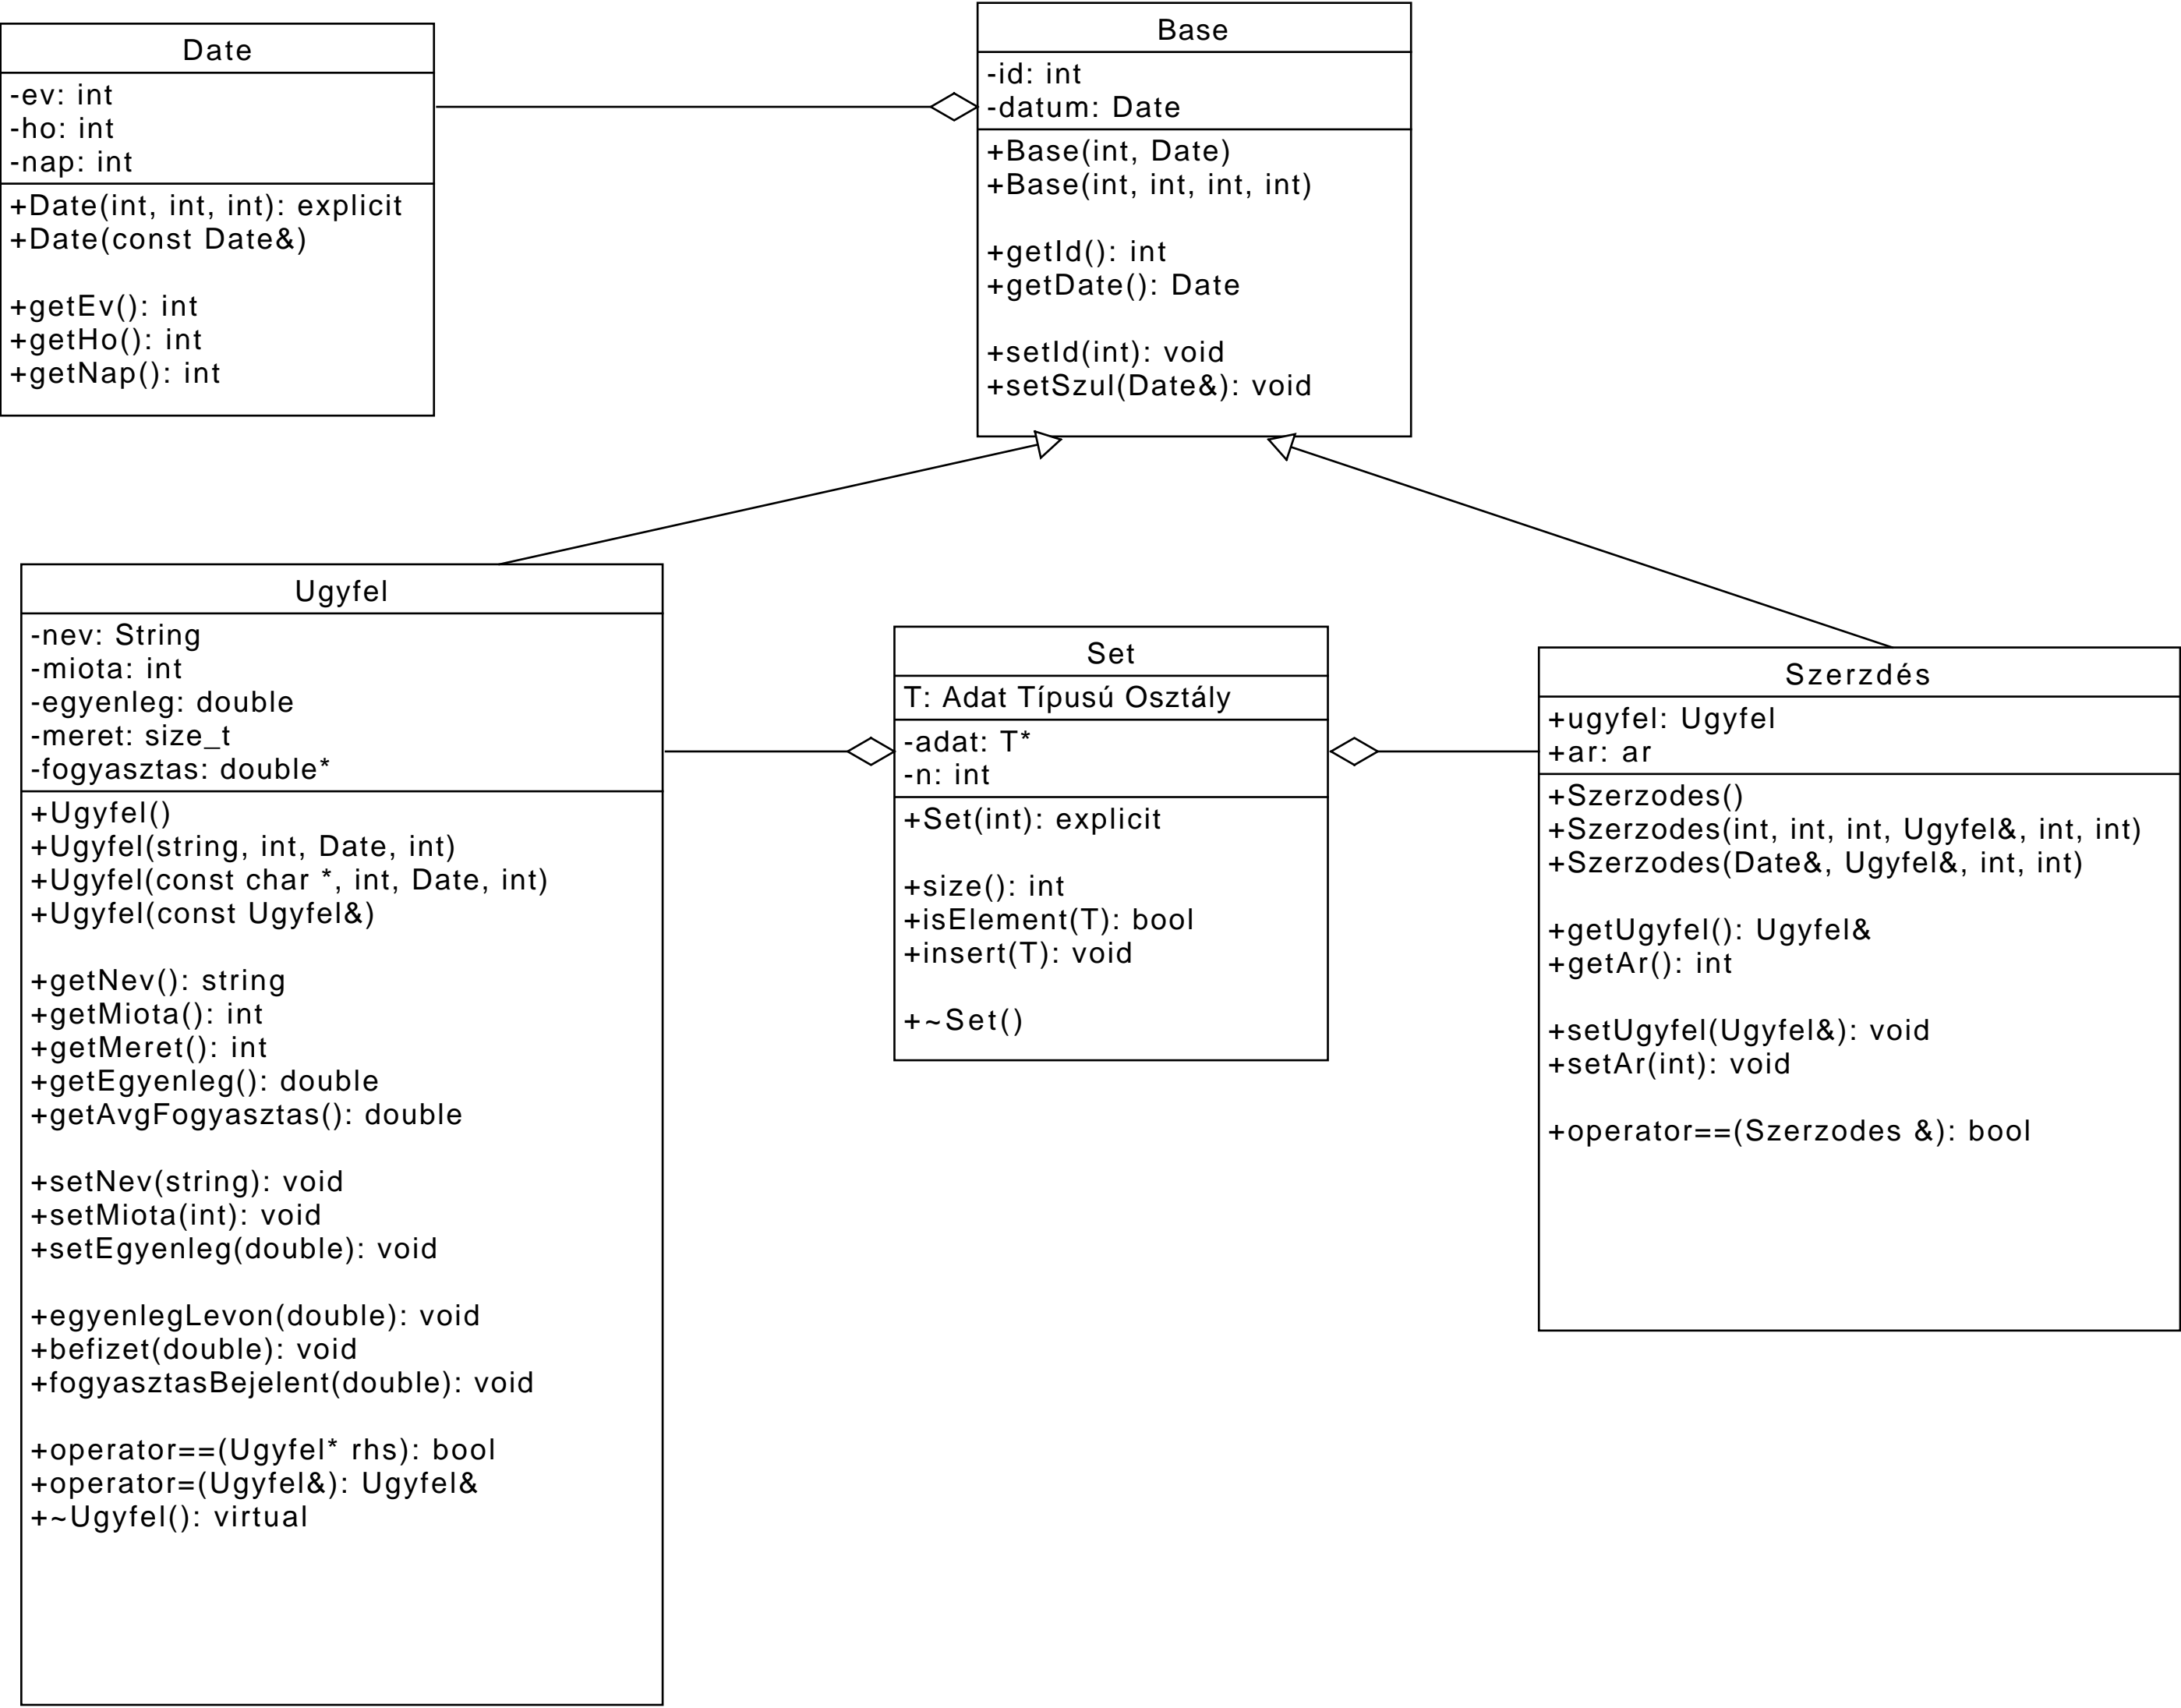 Date
-ev: int
-ho: int
-nap: int
+Date(int, int, int): explicit
+Date(const Date&)
+getEv(): int
+getHo(): int
+getNap(): int
Base
-id: int
-datum: Date
+Base(int, Date)
+Base(int, int, int, int)
+getId(): int
+getDate(): Date
+setId(int): void
+setSzul(Date&): void
Ugyfel
-nev: String
-miota: int
-egyenleg: double
-meret: size_t
-fogyasztas: double*
+Ugyfel()
+Ugyfel(string, int, Date, int)
+Ugyfel(const char *, int, Date, int)
+Ugyfel(const Ugyfel&)
+getNev(): string
+getMiota(): int
+getMeret(): int
+getEgyenleg(): double
+getAvgFogyasztas(): double
+setNev(string): void
+setMiota(int): void
+setEgyenleg(double): void
+egyenlegLevon(double): void
+befizet(double): void
+fogyasztasBejelent(double): void
+operator==(Ugyfel* rhs): bool
+operator=(Ugyfel&): Ugyfel&
+~Ugyfel(): virtual
Set
T: Adat Típusú Osztály
-adat: T*
-n: int
+Set(int): explicit
+size(): int
+isElement(T): bool
+insert(T): void
+~Set()
Szerzdés
+ugyfel: Ugyfel
+ar: ar
+Szerzodes()
+Szerzodes(int, int, int, Ugyfel&, int, int)
+Szerzodes(Date&, Ugyfel&, int, int)
+getUgyfel(): Ugyfel&
+getAr(): int
+setUgyfel(Ugyfel&): void
+setAr(int): void
+operator==(Szerzodes &): bool